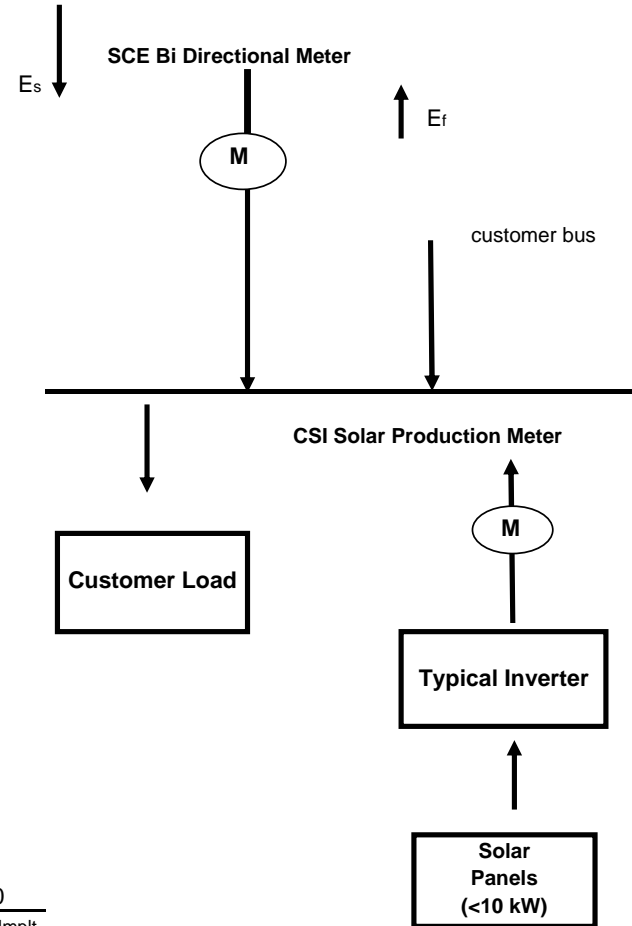 SCE Bi Directional Meter
Es
Ef
M
customer bus
CSI Solar Production Meter
M
Customer Load
Typical Inverter
Solar
Panels
(<10 kW)